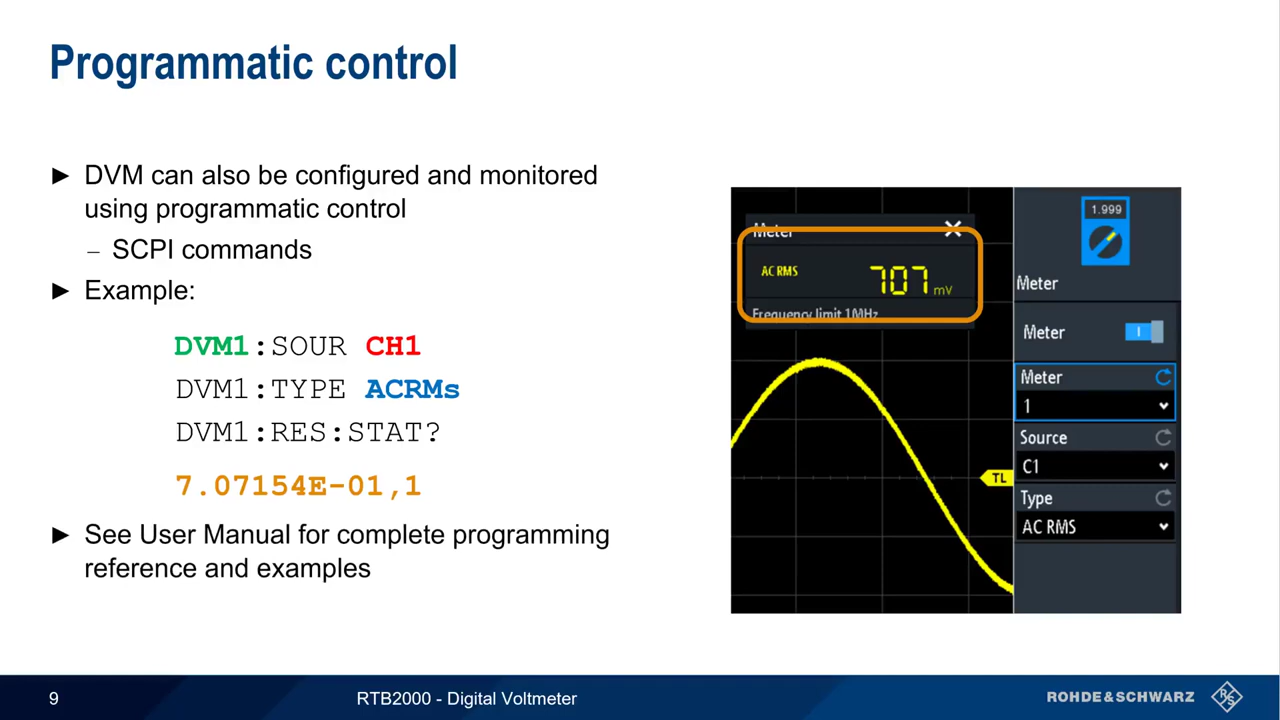 Programmatic control
► DVM can also be configured and monitored
using programmatic control
– SCPI commands
► Example:
DVM1:SOUR CH1
DVM1:TYPE ACRMs
DVM1:RES:STAT?
7.07154E-01,1
► See User Manual for complete programming
reference and examples
Meter
AC RMS
707 mV
Frequency limit 1MHz
TL
1.999
Meter
Meter
Meter
1
Source
C1
Type
AC RMS
9
RTB2000 - Digital Voltmeter
ROHDE & SCHWARZ
R&S